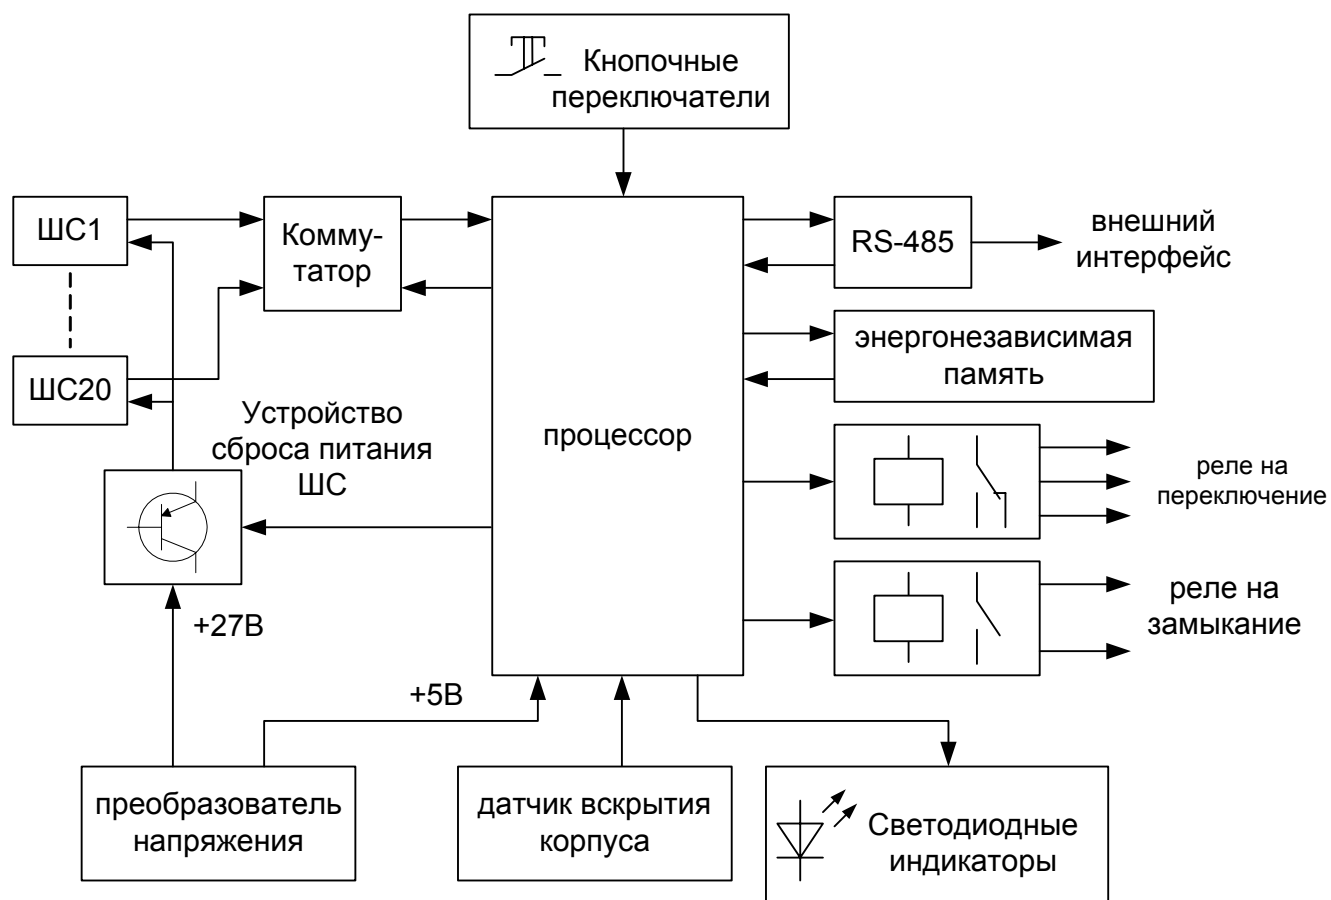 Кнопочные
переключатели
ШС1
Комму-
татор
RS-485
внешний
интерфейс
энергонезависимая
память
ШС20
Устройство
сброса питания
ШС
процессор
реле на
переключение
+27В
реле на
замыкание
+5В
преобразователь
напряжения
датчик вскрытия
корпуса
Светодиодные
индикаторы